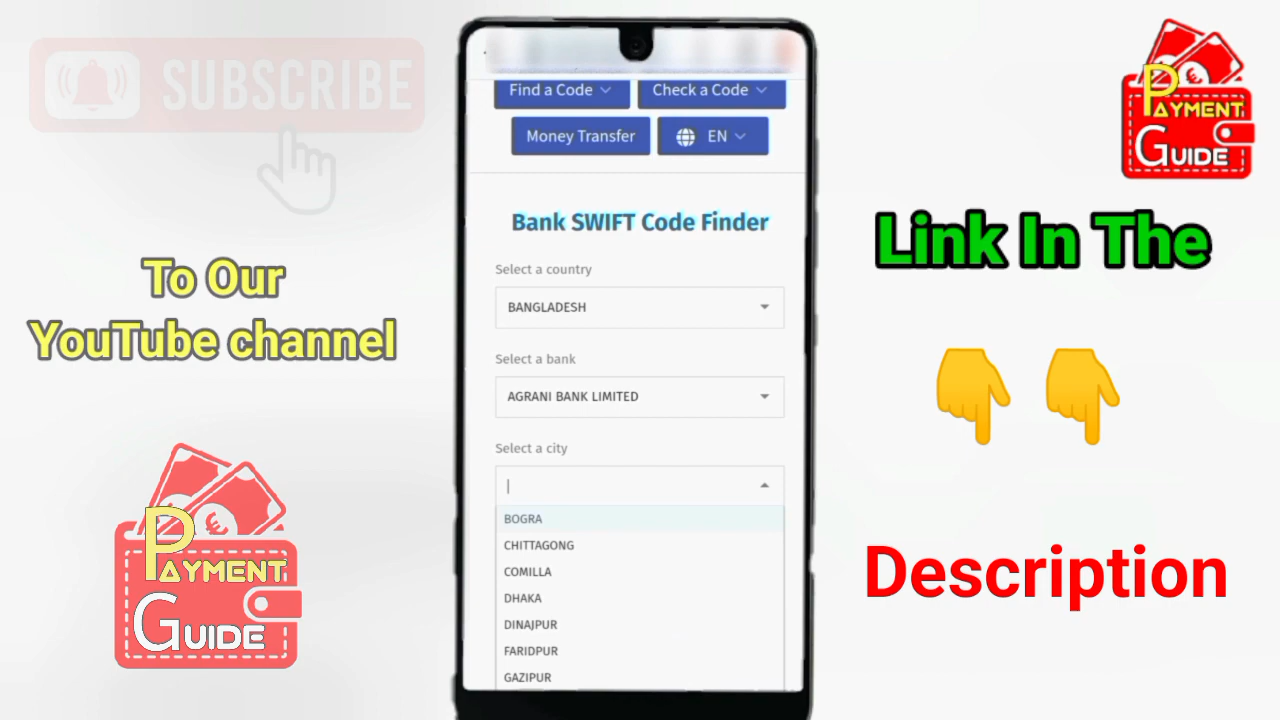 SUBSCRIBE
To Our
YouTube channel
PAYMENT
GUIDE
Find a Code
Check a Code
Money Transfer
EN
Bank SWIFT Code Finder
Select a country
BANGLADESH
Select a bank
AGRANI BANK LIMITED
Select a city
BOGRA
CHITTAGONG
COMILLA
DHAKA
DINAJPUR
FARIDPUR
GAZIPUR
PAYMENT
GUIDE
Link In The
Description